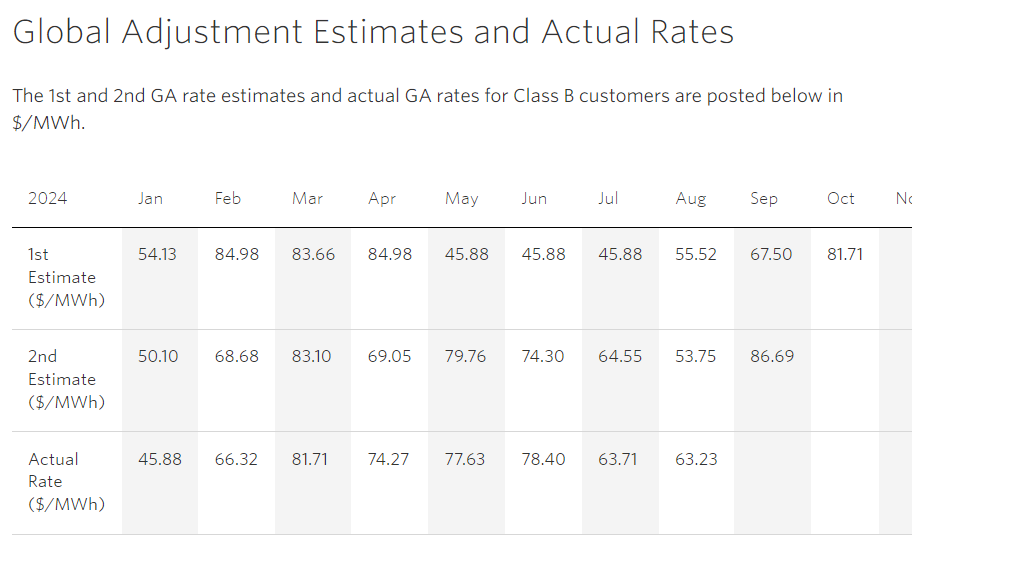 Global Adjustment Estimates and Actual Rates
The 1st and 2nd GA rate estimates and actual GA rates for Class B customers are posted below in
$/MWh.
2024 Jan Feb Mar Apr May Jun Jul Aug Sep Oct
1st 54.13 84.98 83.66 84.98 45.88 45.88 45.88 55.52 67.50 81.71
Estimate
($/MWh)
2nd 50.10 68.68 83.10 69.05 79.76 74.30 64.55 53.75 86.69
Estimate
($/MWh)
Actual 45.88 66.32 81.71 74.27 77.63 78.40 63.71 63.23
Rate
($/MWh)